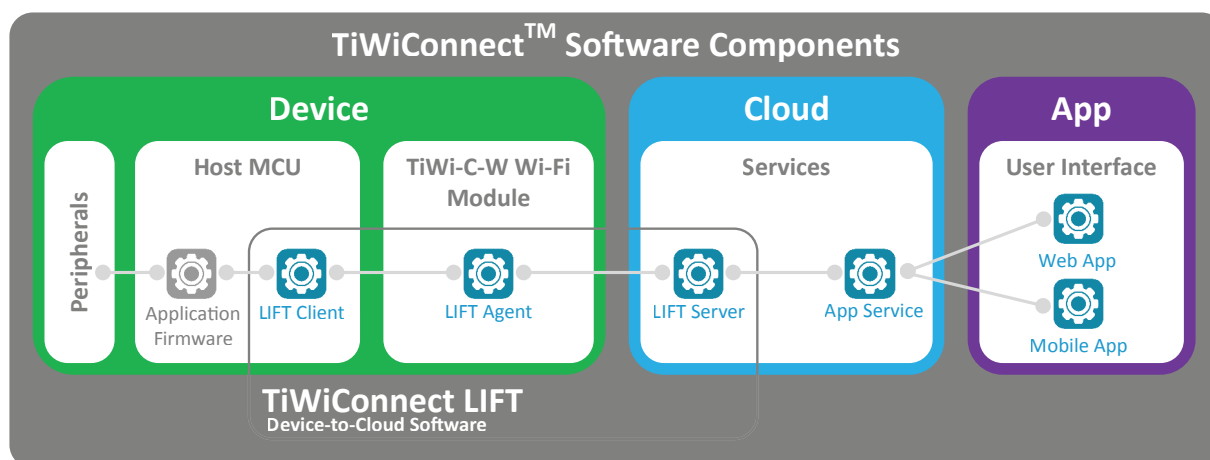 TiWiConnect™ Software Components
Device
Cloud
App
Peripherals
Host MCU
TiWi-C-W Wi-Fi
Module
Services
User Interface
Application
Firmware
LIFT Client
LIFT Agent
LIFT Server
App Service
Web App
Mobile App
TiWiConnect LIFT
Device-to-Cloud Software